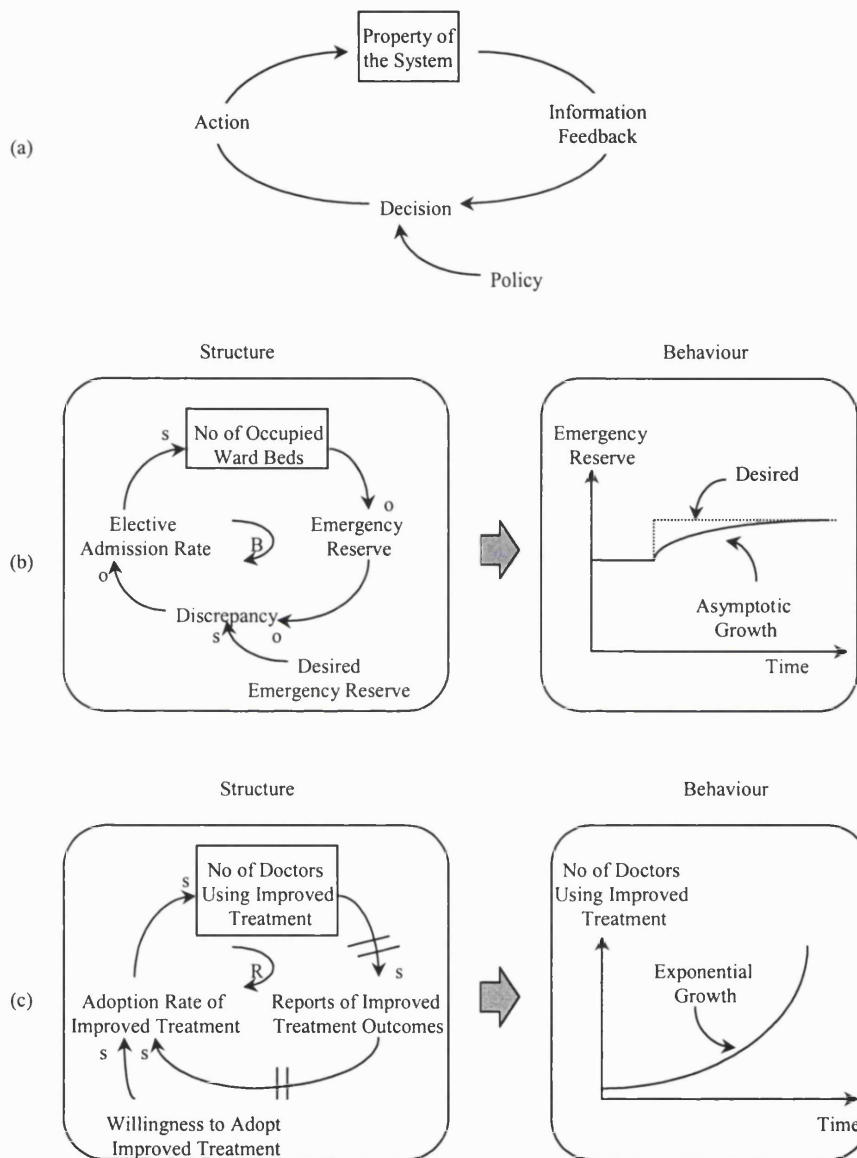 Property of
the System
Action
Information
Feedback
(a)
Decision
Policy
Structure
Behaviour
s
No of Occupied
Ward Beds
o
Elective
Admission Rate
B
Emergency
Reserve
(b)
o
Discrepancy
s
o
Desired
Emergency Reserve
Emergency
Reserve
Desired
Asymptotic
Growth
Time
Structure
Behaviour
s
No of Doctors
Using Improved
Treatment
R
s
(c)
Adoption Rate of
Improved Treatment
Reports of Improved
Treatment Outcomes
s
s
Willingness to Adopt
Improved Treatment
No of Doctors
Using Improved
Treatment
Exponential
Growth
Time